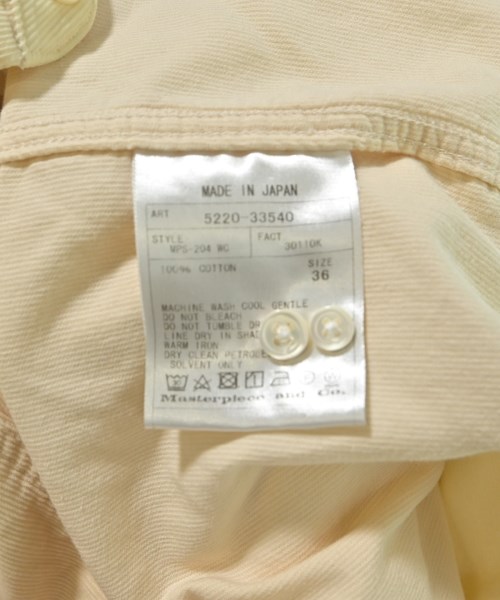 MADE IN JAPAN
ART 5220-33540
STYLE FACT
MPS-204 WC 30110K
100% COTTON SIZE
36
MACHINE WASH COOL GENTLE
DO NOT BLEACH
DO NOT TUMBLE DR
LINE DRY IN SHA
WARM IRON
DRY CLEAN PETROLE
SOLVENT ONLY
Masterpiece and Co.